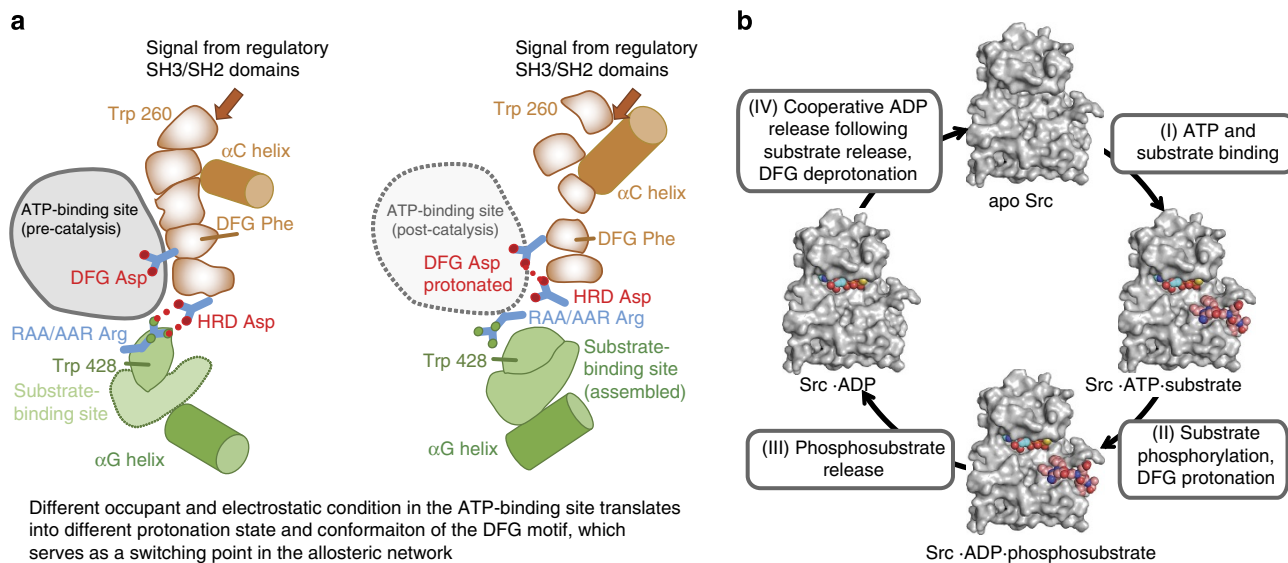 a
Signal from regulatory
SH3/SH2 domains
Trp 260
αC helix
ATP-binding site
(pre-catalysis)
DFG Phe
DFG Asp
HRD Asp
RAA/AAR Arg
Trp 428
Substrate-
binding site
αG helix
Signal from regulatory
SH3/SH2 domains
Trp 260
αC helix
ATP-binding site
(post-catalysis)
DFG Phe
DFG Asp
protonated
HRD Asp
RAA/AAR Arg
Trp 428
Substrate-
binding site
(assembled)
αG helix
Different occupant and electrostatic condition in the ATP-binding site translates
into different protonation state and conformaiton of the DFG motif, which
serves as a switching point in the allosteric network
b
(IV) Cooperative ADP
release following
substrate release,
DFG deprotonation
apo Src
(I) ATP and
substrate binding
Src ·ADP
Src ·ATP·substrate
(III) Phosphosubstrate
release
(II) Substrate
phosphorylation,
DFG protonation
Src ·ADP·phosphosubstrate